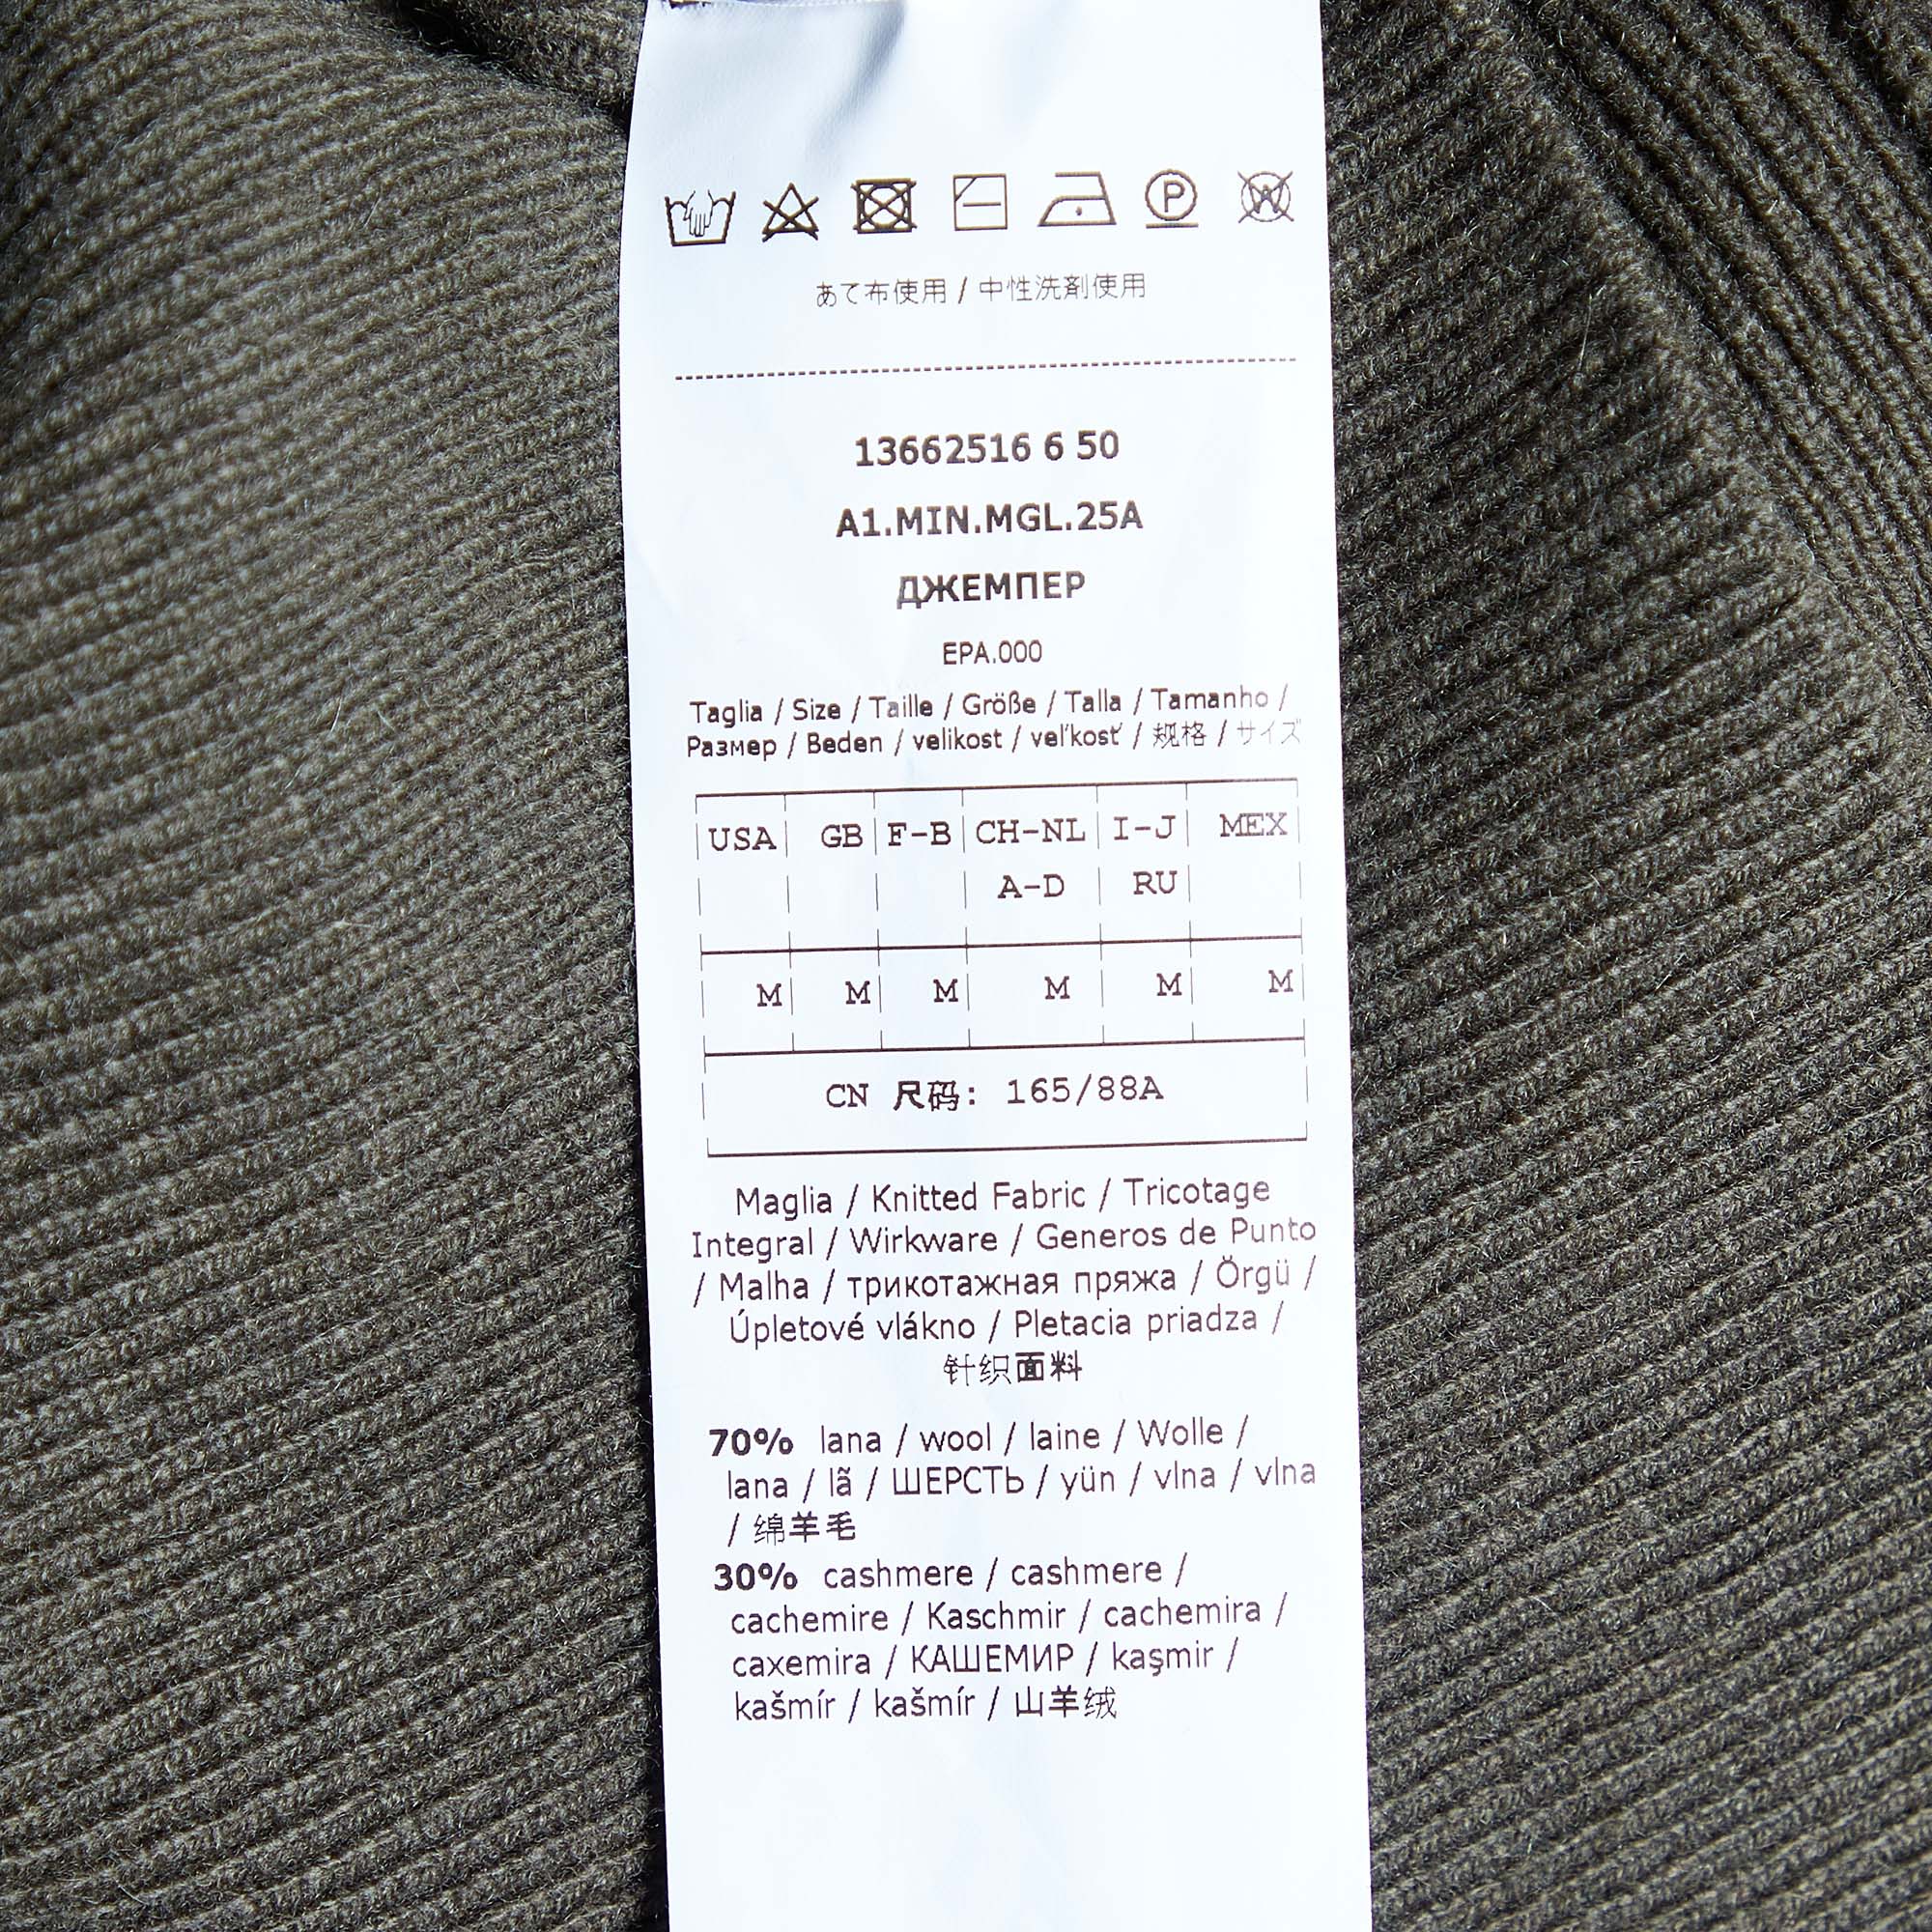 P W
あて布使用 / 中性洗剤使用
13662516 6 50
A1.MIN.MGL.25A
ДЖЕМПЕР
EPA.000
Taglia / Size / Taille / Größe / Talla / Tamanho /
Размер / Beden / velikost / veľkosť / 规格 / サイズ
USA GB F-B CH-NL I-J MEX
A-D RU
M M M M M M
CN 尺码: 165/88A
Maglia / Knitted Fabric / Tricotage
Integral / Wirkware / Generos de Punto
/ Malha / трикотажная пряжа / Örgü /
Úpletové vlákno / Pletacia priadza /
针织面料
70% lana / wool / laine / Wolle /
lana / lã / ШЕРСТЬ / yün / vlna / vlna
/ 绵羊毛
30% cashmere / cashmere /
cachemire / Kaschmir / cachemira /
caxemira / КАШЕМИР / kaşmir /
kašmír / kašmír / 山羊绒